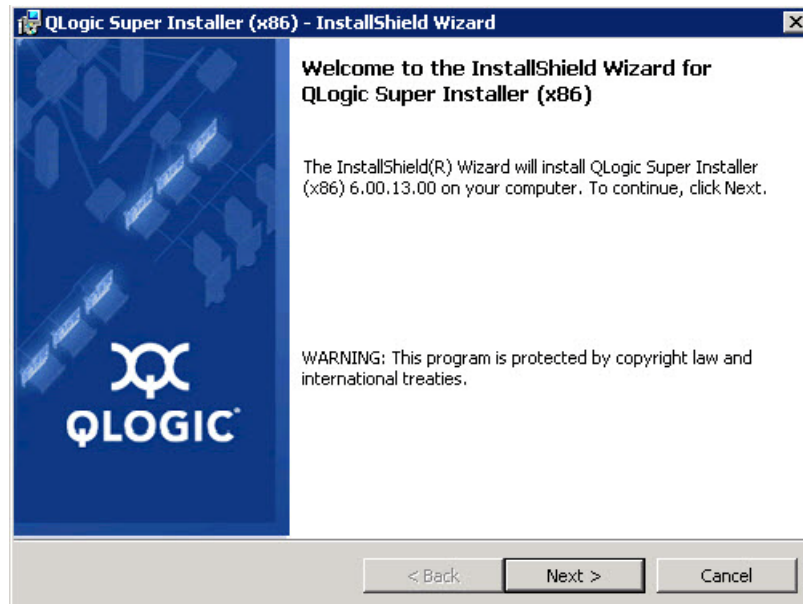 QLogic Super Installer (x86) - InstallShield Wizard
Welcome to the InstallShield Wizard for
QLogic Super Installer (x86)
The InstallShield(R) Wizard will install QLogic Super Installer
(x86) 6.00.13.00 on your computer. To continue, click Next.
WARNING: This program is protected by copyright law and
international treaties.
QLOGIC
< Back
Next >
Cancel